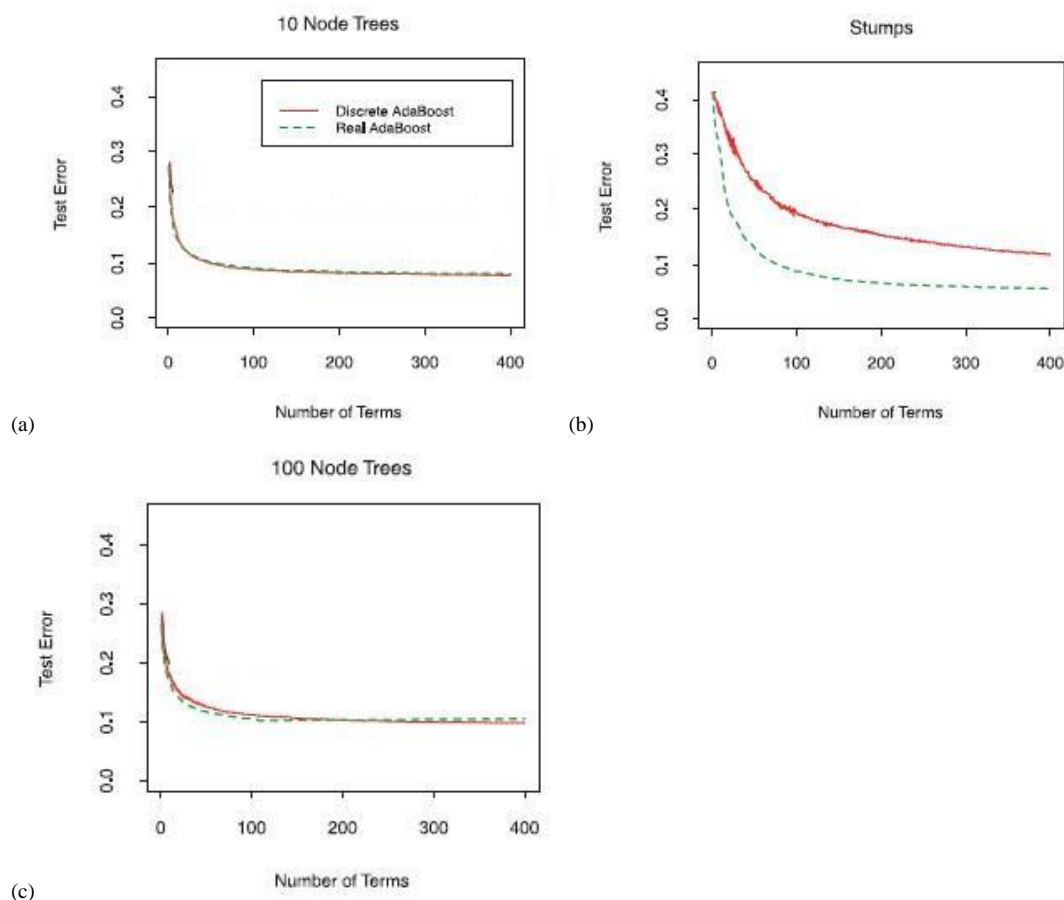 10 Node Trees
Test Error
0.4
0.3
0.2
0.1
0.0
Discrete AdaBoost
Real AdaBoost
0 100 200 300 400
Number of Terms
(a)
Stumps
Test Error
0.4
0.3
0.2
0.1
0.0
0 100 200 300 400
Number of Terms
(b)
100 Node Trees
Test Error
0.4
0.3
0.2
0.1
0.0
0 100 200 300 400
Number of Terms
(c)